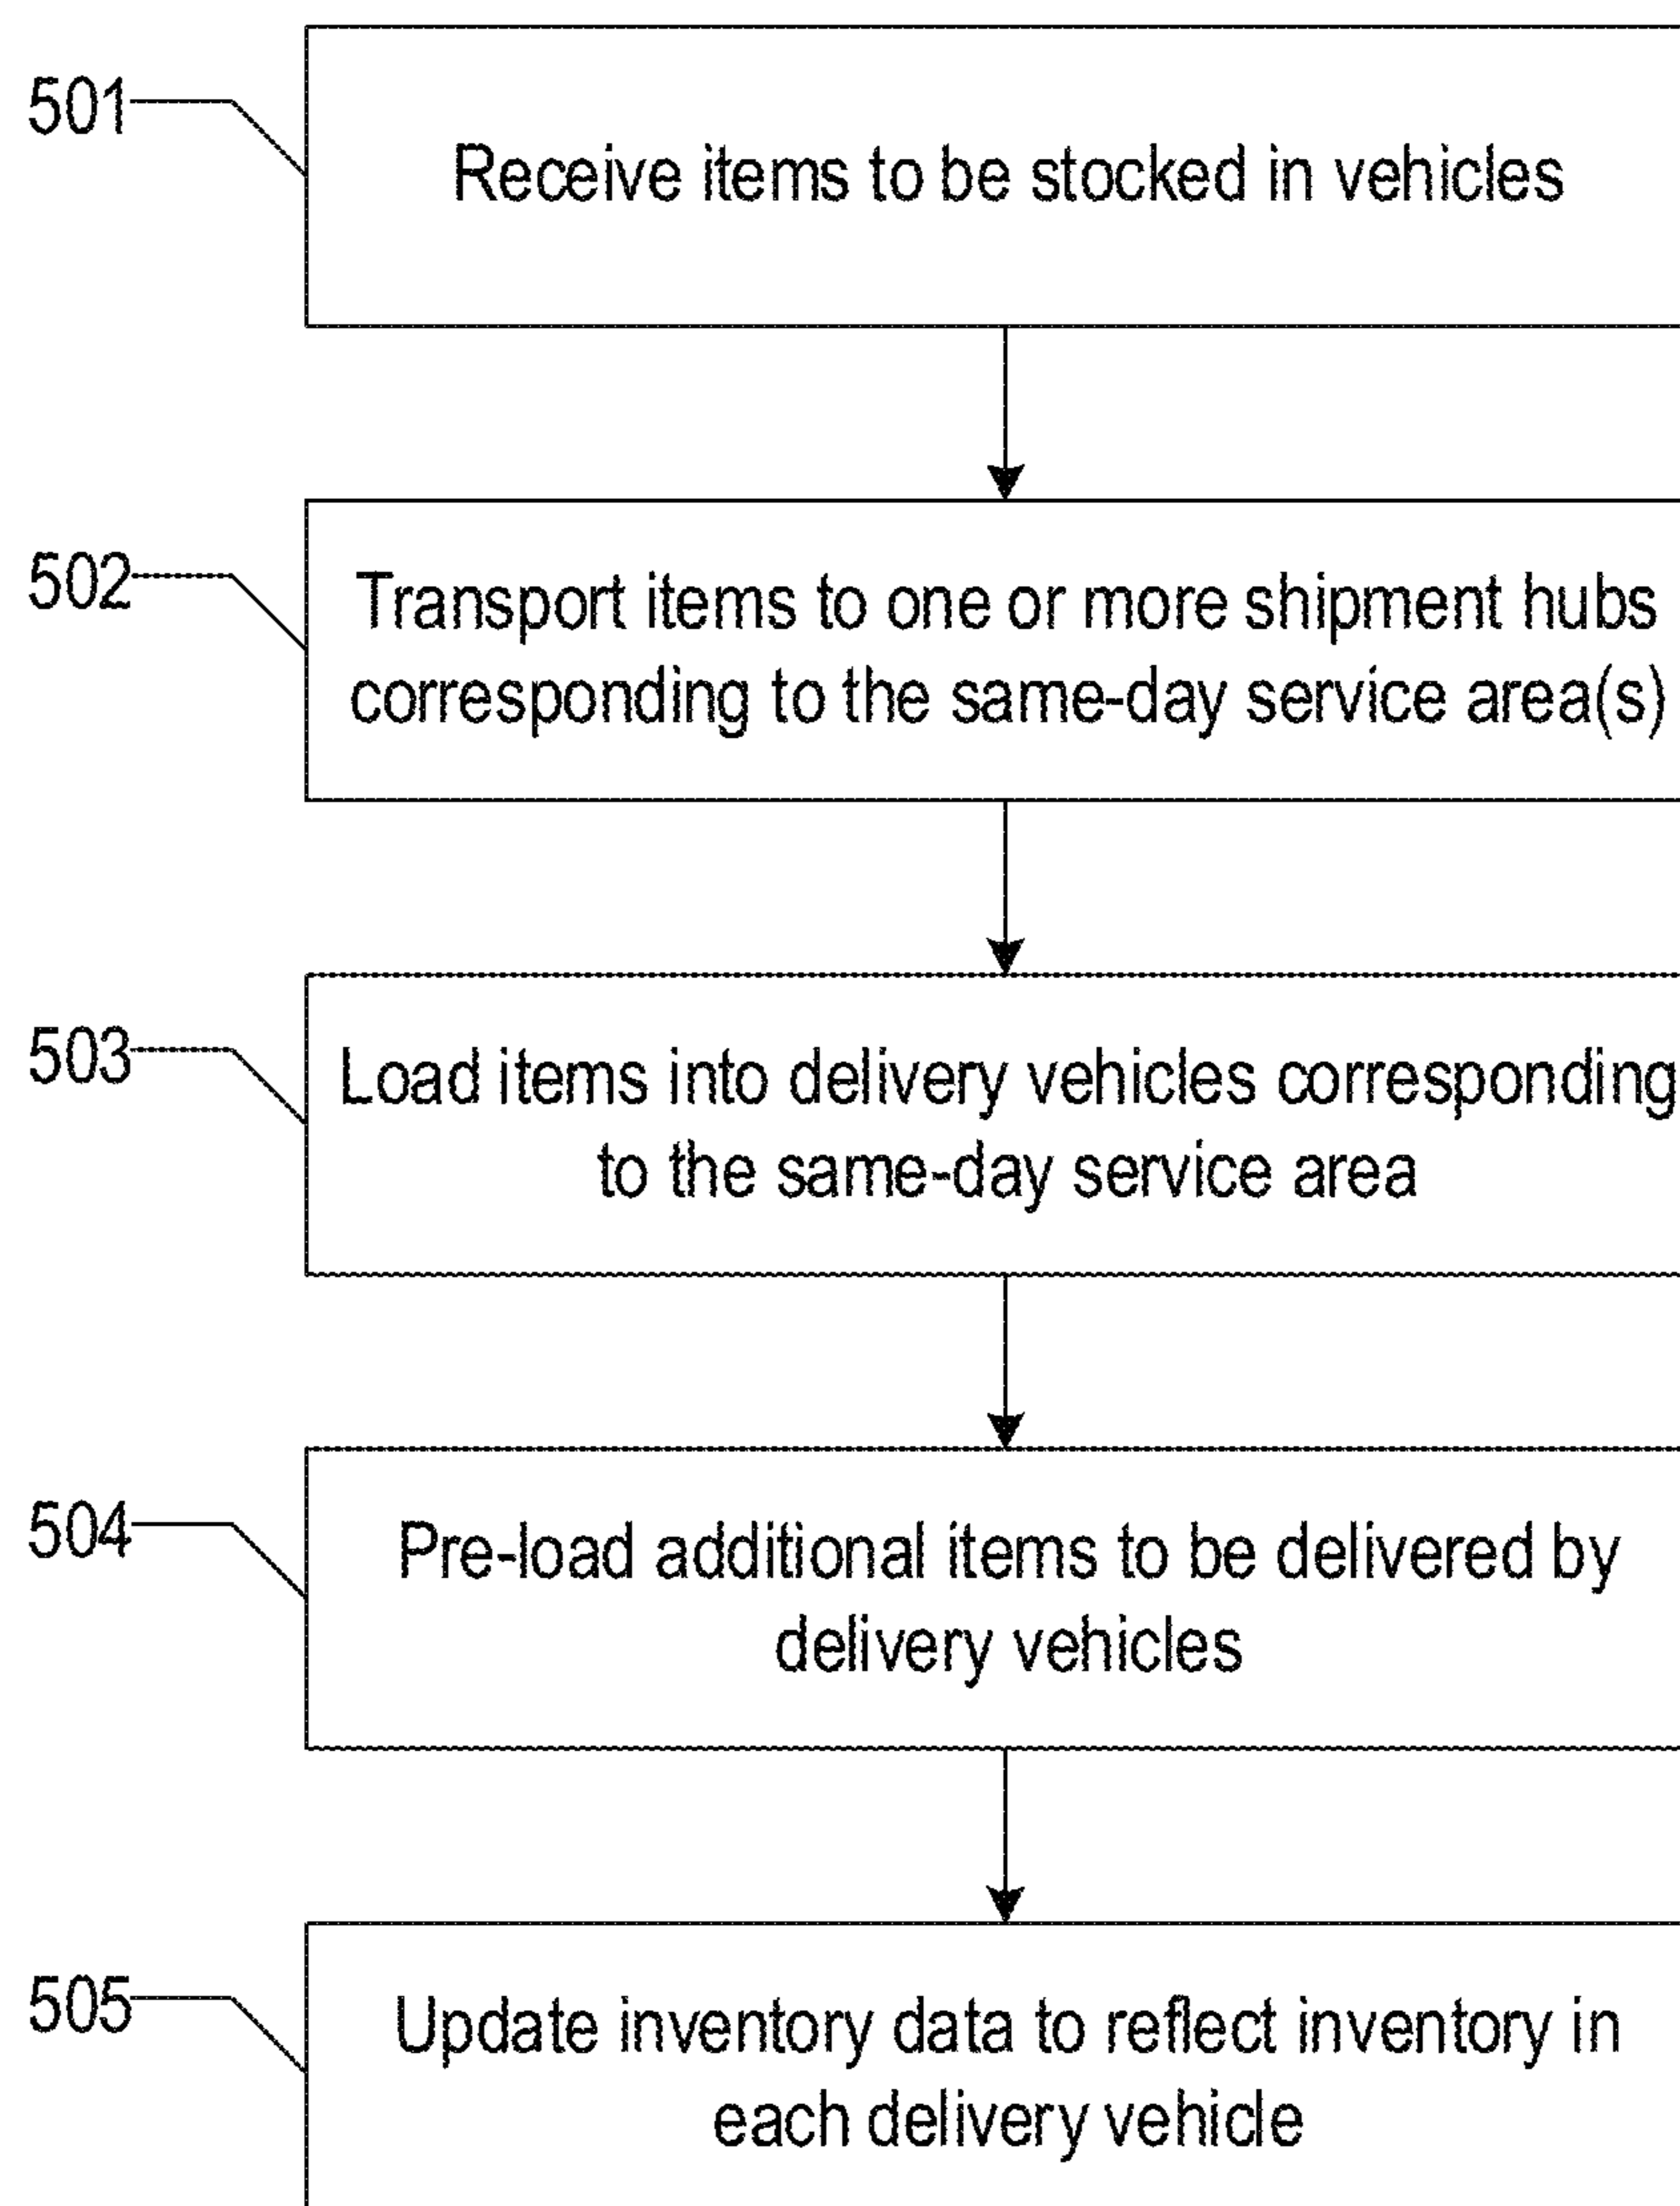 501
Receive items to be stocked in vehicles
502
Transport items to one or more shipment hubs
corresponding to the same-day service area(s)
503
Load items into delivery vehicles corresponding
to the same-day service area
504
Pre-load additional items to be delivered by
delivery vehicles
505
Update inventory data to reflect inventory in
each delivery vehicle